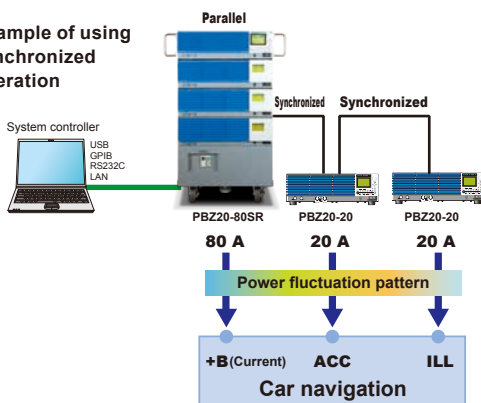 Parallel
ample of using
nchronized
eration
Synchronized
Synchronized
System controller
USB
GPIB
RS232C
LAN
PBZ20-80SR
PBZ20-20
PBZ20-20
80 A
20 A
20 A
Power fluctuation pattern
+B(Current)
ACC
ILL
Car navigation